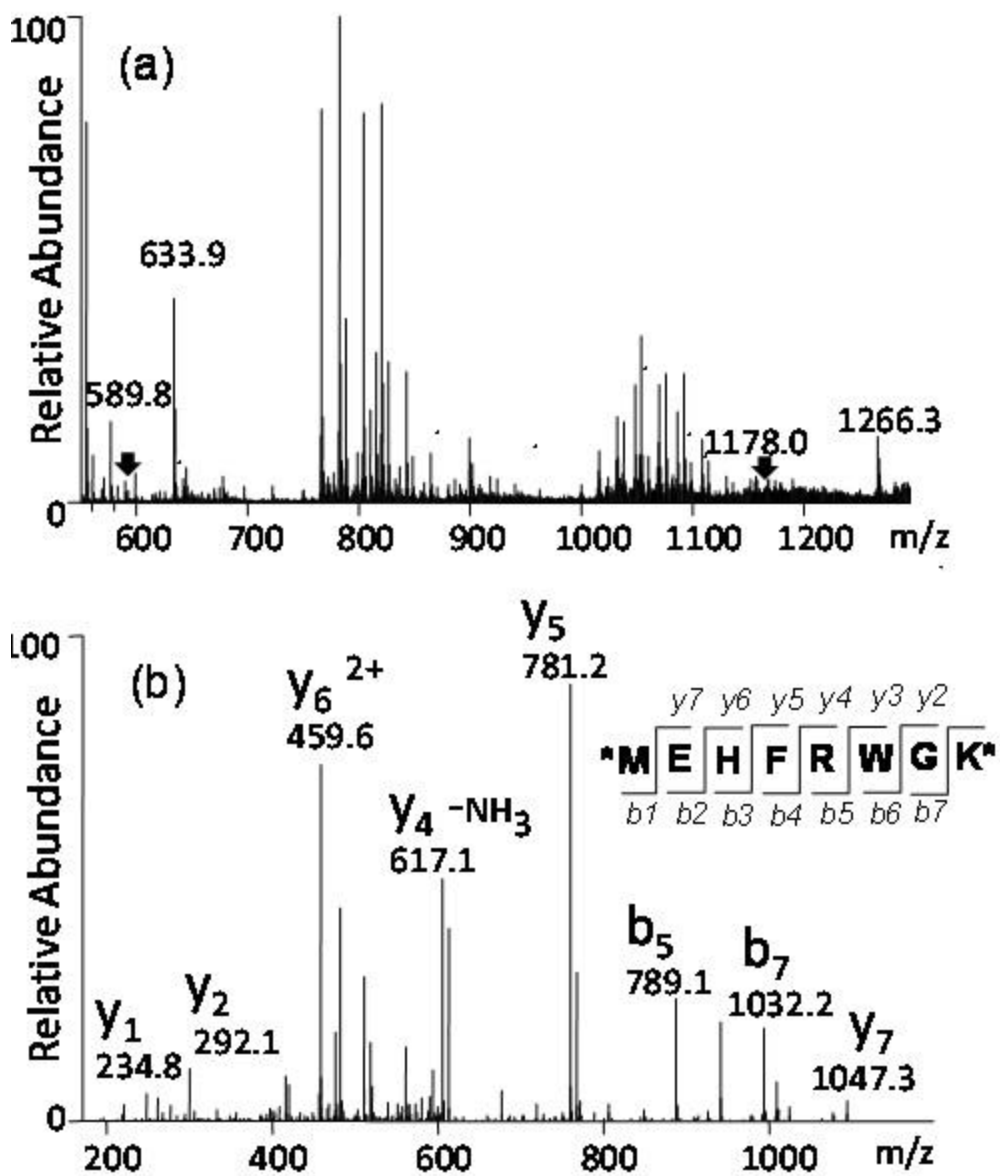 100
(a)
Relative Abundance
633.9
589.8
1178.0
1266.3
0
600 700 800 900 1000 1100 1200 m/z
100
(b)
Relative Abundance
y5
781.2
y6 2+
459.6
y7 y6 y5 y4 y3 y2
*MEHFRWGK*
b1 b2 b3 b4 b5 b6 b7
y4 -NH3
617.1
b5
789.1
b7
1032.2
y1
234.8
y2
292.1
y7
1047.3
0
200 400 600 800 1000 m/z